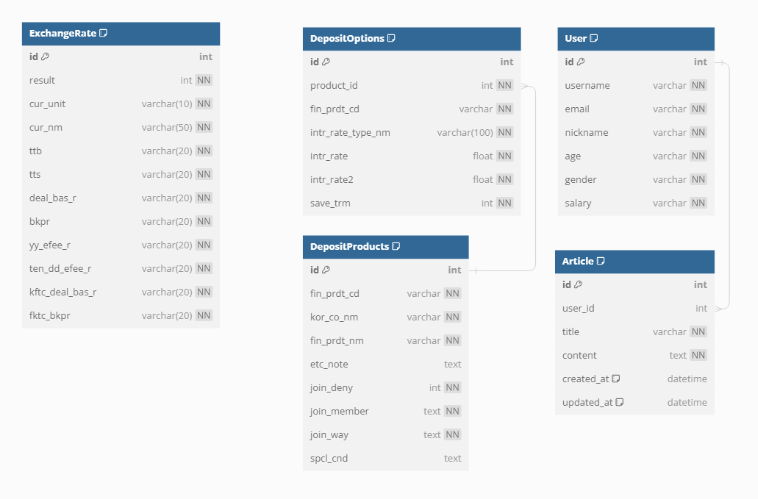 ExchangeRate
id int
result int NN
cur_unit varchar(10) NN
cur_nm varchar(50) NN
ttb varchar(20) NN
tts varchar(20) NN
deal_bas_r varchar(20) NN
bkpr varchar(20) NN
yy_efee_r varchar(20) NN
ten_dd_efee_r varchar(20) NN
kftc_deal_bas_r varchar(20) NN
fktc_bkpr varchar(20) NN
DepositOptions
id int
product_id int NN
fin_prdt_cd varchar NN
intr_rate_type_nm varchar(100) NN
intr_rate float NN
intr_rate2 float NN
save_trm int NN
DepositProducts
id int
fin_prdt_cd varchar NN
kor_co_nm varchar NN
fin_prdt_nm varchar NN
etc_note text
join_deny int NN
join_member text NN
join_way text NN
spcl_cnd text
User
id int
username varchar NN
email varchar NN
nickname varchar NN
age varchar NN
gender varchar NN
salary varchar NN
Article
id int
user_id int
title varchar NN
content text NN
created_at datetime
updated_at datetime